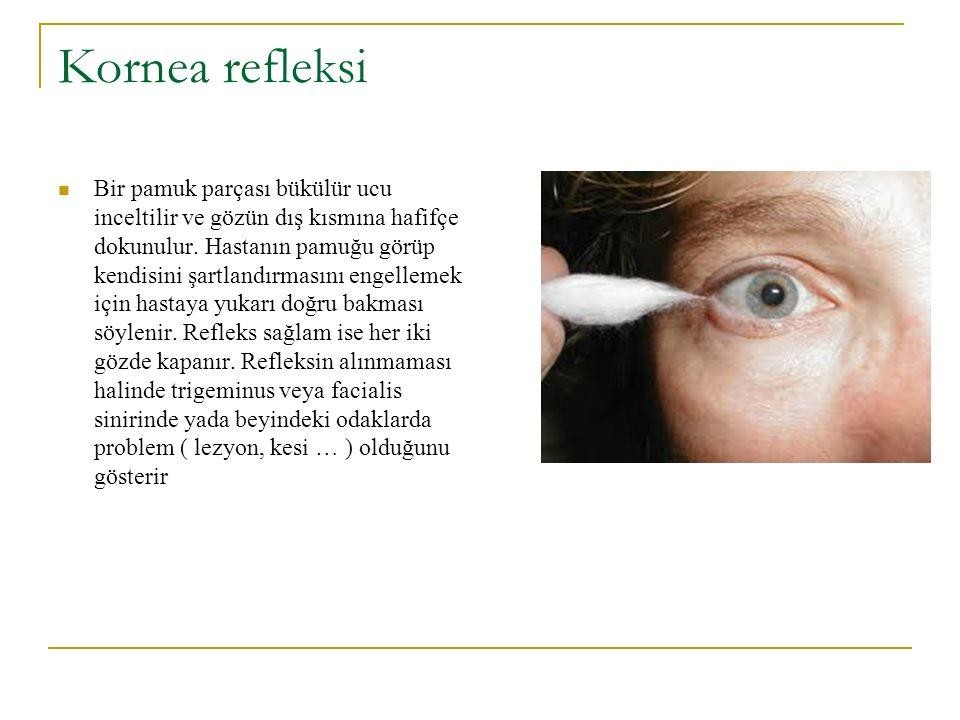 Kornea refleksi
Bir pamuk parçası bükülür ucu
inceltilir ve gözün dış kısmına hafifçe
dokunulur. Hastanın pamuğu görüp
kendisini şartlandırmasını engellemek
için hastaya yukarı doğru bakması
söylenir. Refleks sağlam ise her iki
gözde kapanır. Refleksin alınmaması
halinde trigeminus veya facialis
sinirinde yada beyindeki odaklarda
problem ( lezyon, kesi … ) olduğunu
gösterir